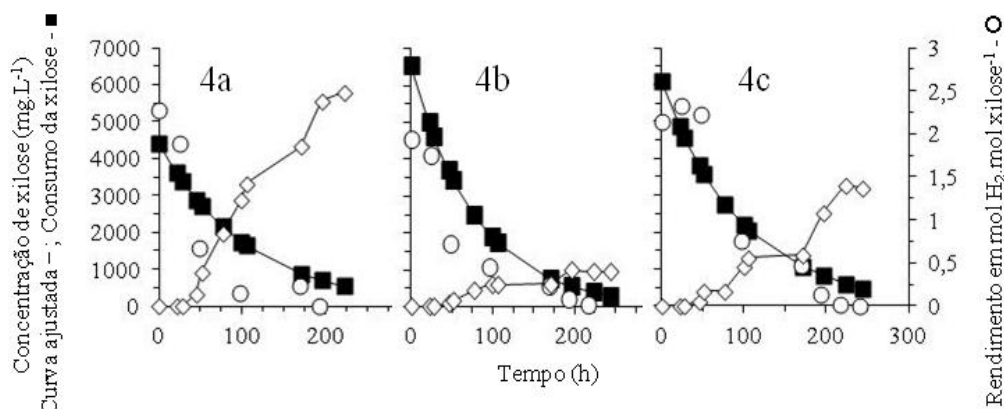 Concentração de xilose (mg.L-1)
Curva ajustada – ; Consumo da xilose - ■
7000
6000
5000
4000
3000
2000
1000
0
4a
4b
4c
3
2,5
2
1,5
1
0,5
0
0 100 200
0 100 200
0 100 200 300
Tempo (h)
Rendimento em mol H2.mol xilose-1 - O